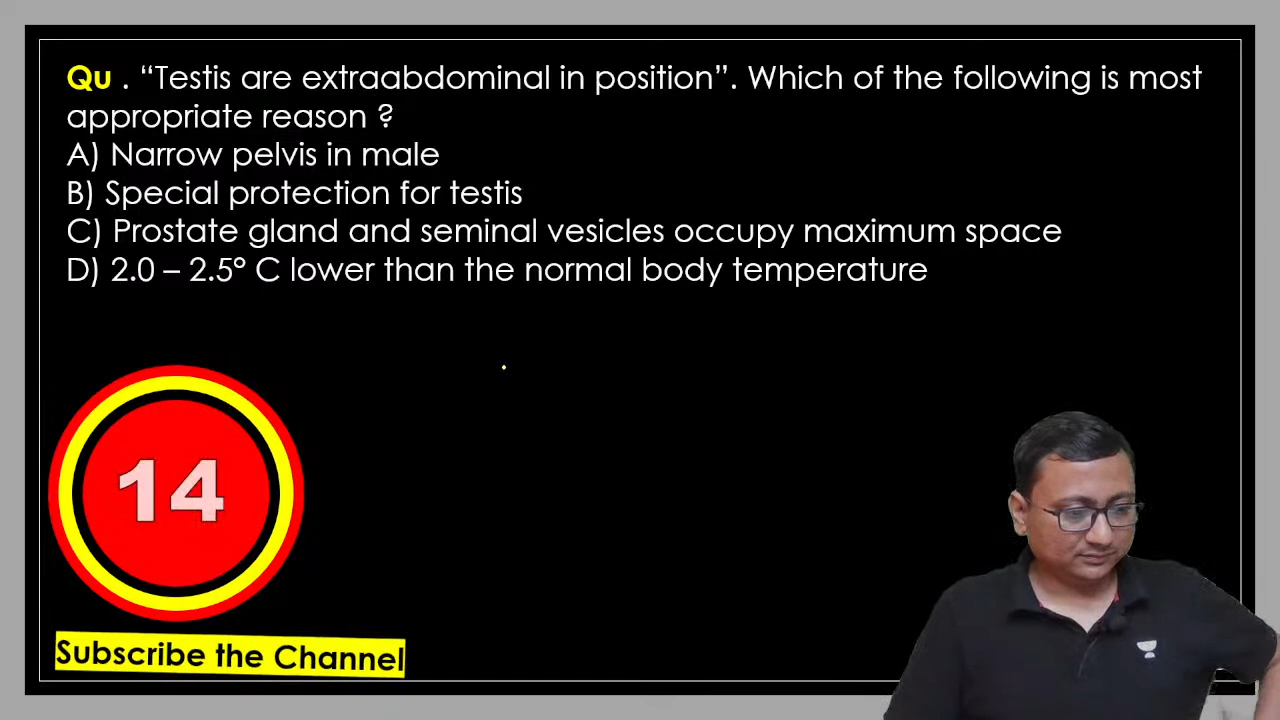 Qu . “Testis are extraabdominal in position”. Which of the following is most
appropriate reason ?
A) Narrow pelvis in male
B) Special protection for testis
C) Prostate gland and seminal vesicles occupy maximum space
D) 2.0 – 2.5° C lower than the normal body temperature
14
Subscribe the Channel